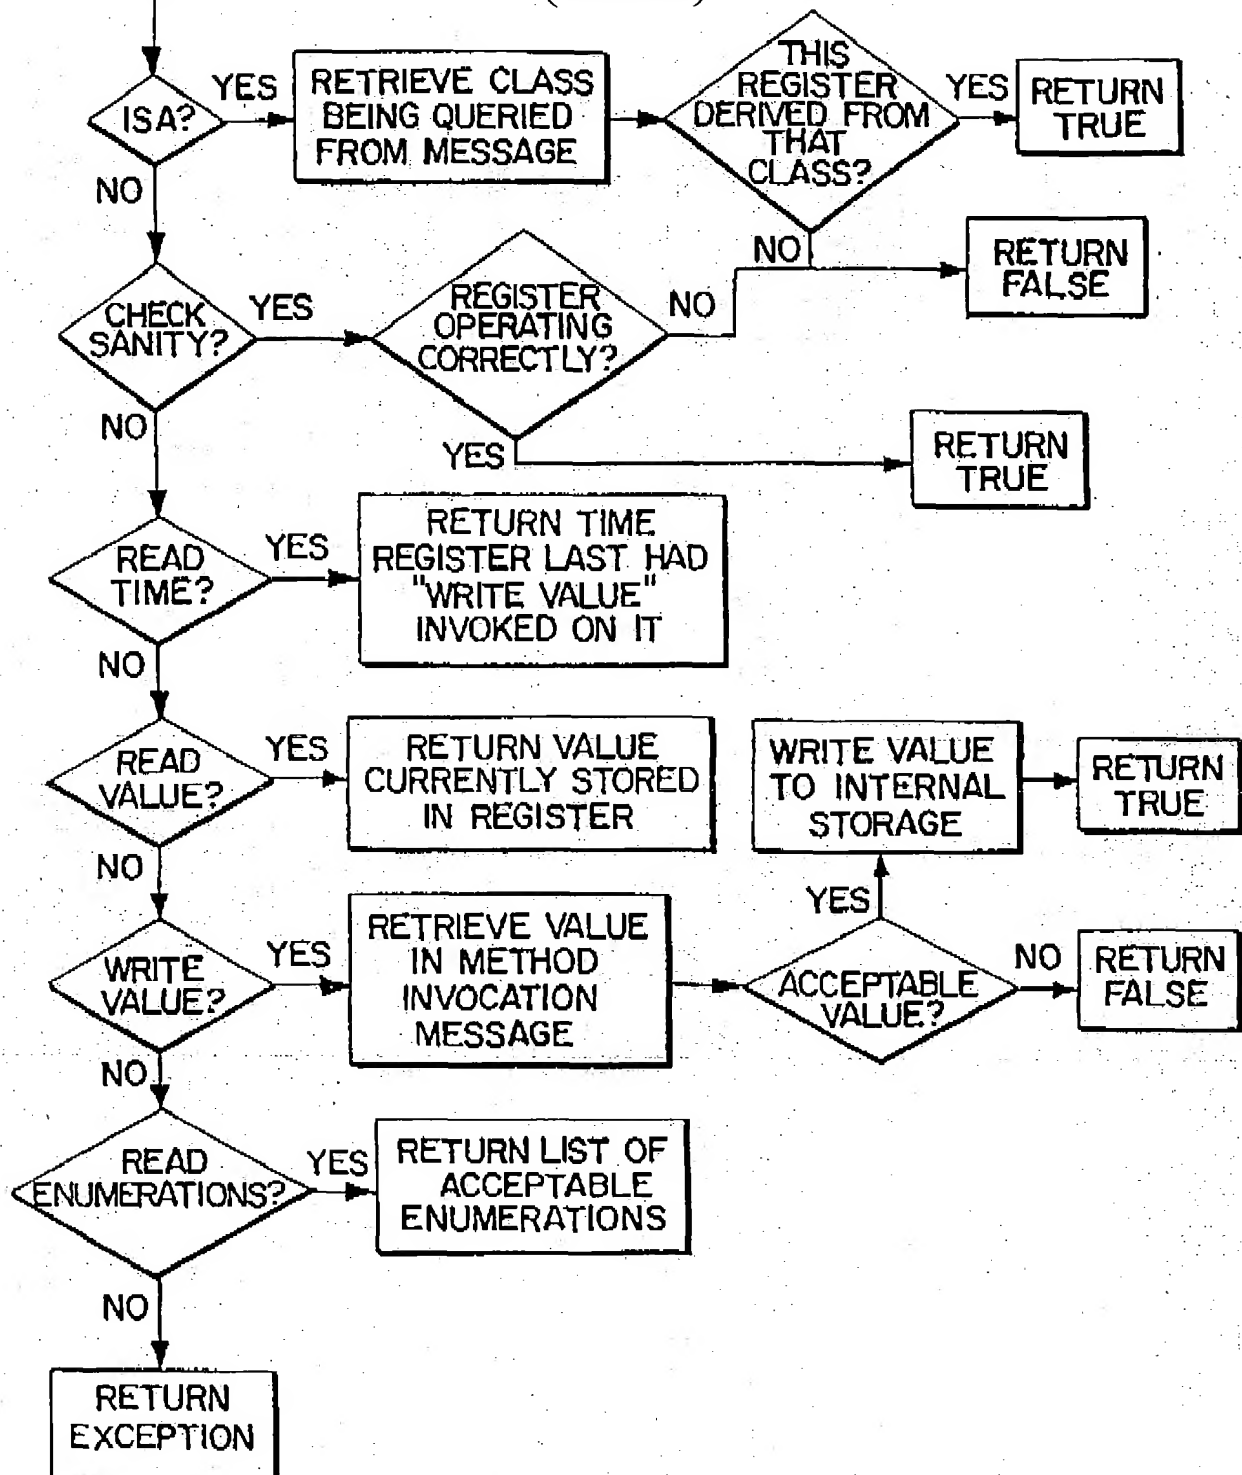 ISA?
YES
RETRIEVE CLASS
BEING QUERIED
FROM MESSAGE
THIS
REGISTER
DERIVED FROM
THAT
CLASS?
YES
RETURN
TRUE
NO
NO
RETURN
FALSE
CHECK
SANITY?
YES
REGISTER
OPERATING
CORRECTLY?
NO
NO
YES
RETURN
TRUE
READ
TIME?
YES
RETURN TIME
REGISTER LAST HAD
"WRITE VALUE"
INVOKED ON IT
NO
READ
VALUE?
YES
RETURN VALUE
CURRENTLY STORED
IN REGISTER
WRITE VALUE
TO INTERNAL
STORAGE
RETURN
TRUE
NO
YES
WRITE
VALUE?
YES
RETRIEVE VALUE
IN METHOD
INVOCATION
MESSAGE
ACCEPTABLE
VALUE?
NO
RETURN
FALSE
NO
READ
ENUMERATIONS?
YES
RETURN LIST OF
ACCEPTABLE
ENUMERATIONS
NO
RETURN
EXCEPTION